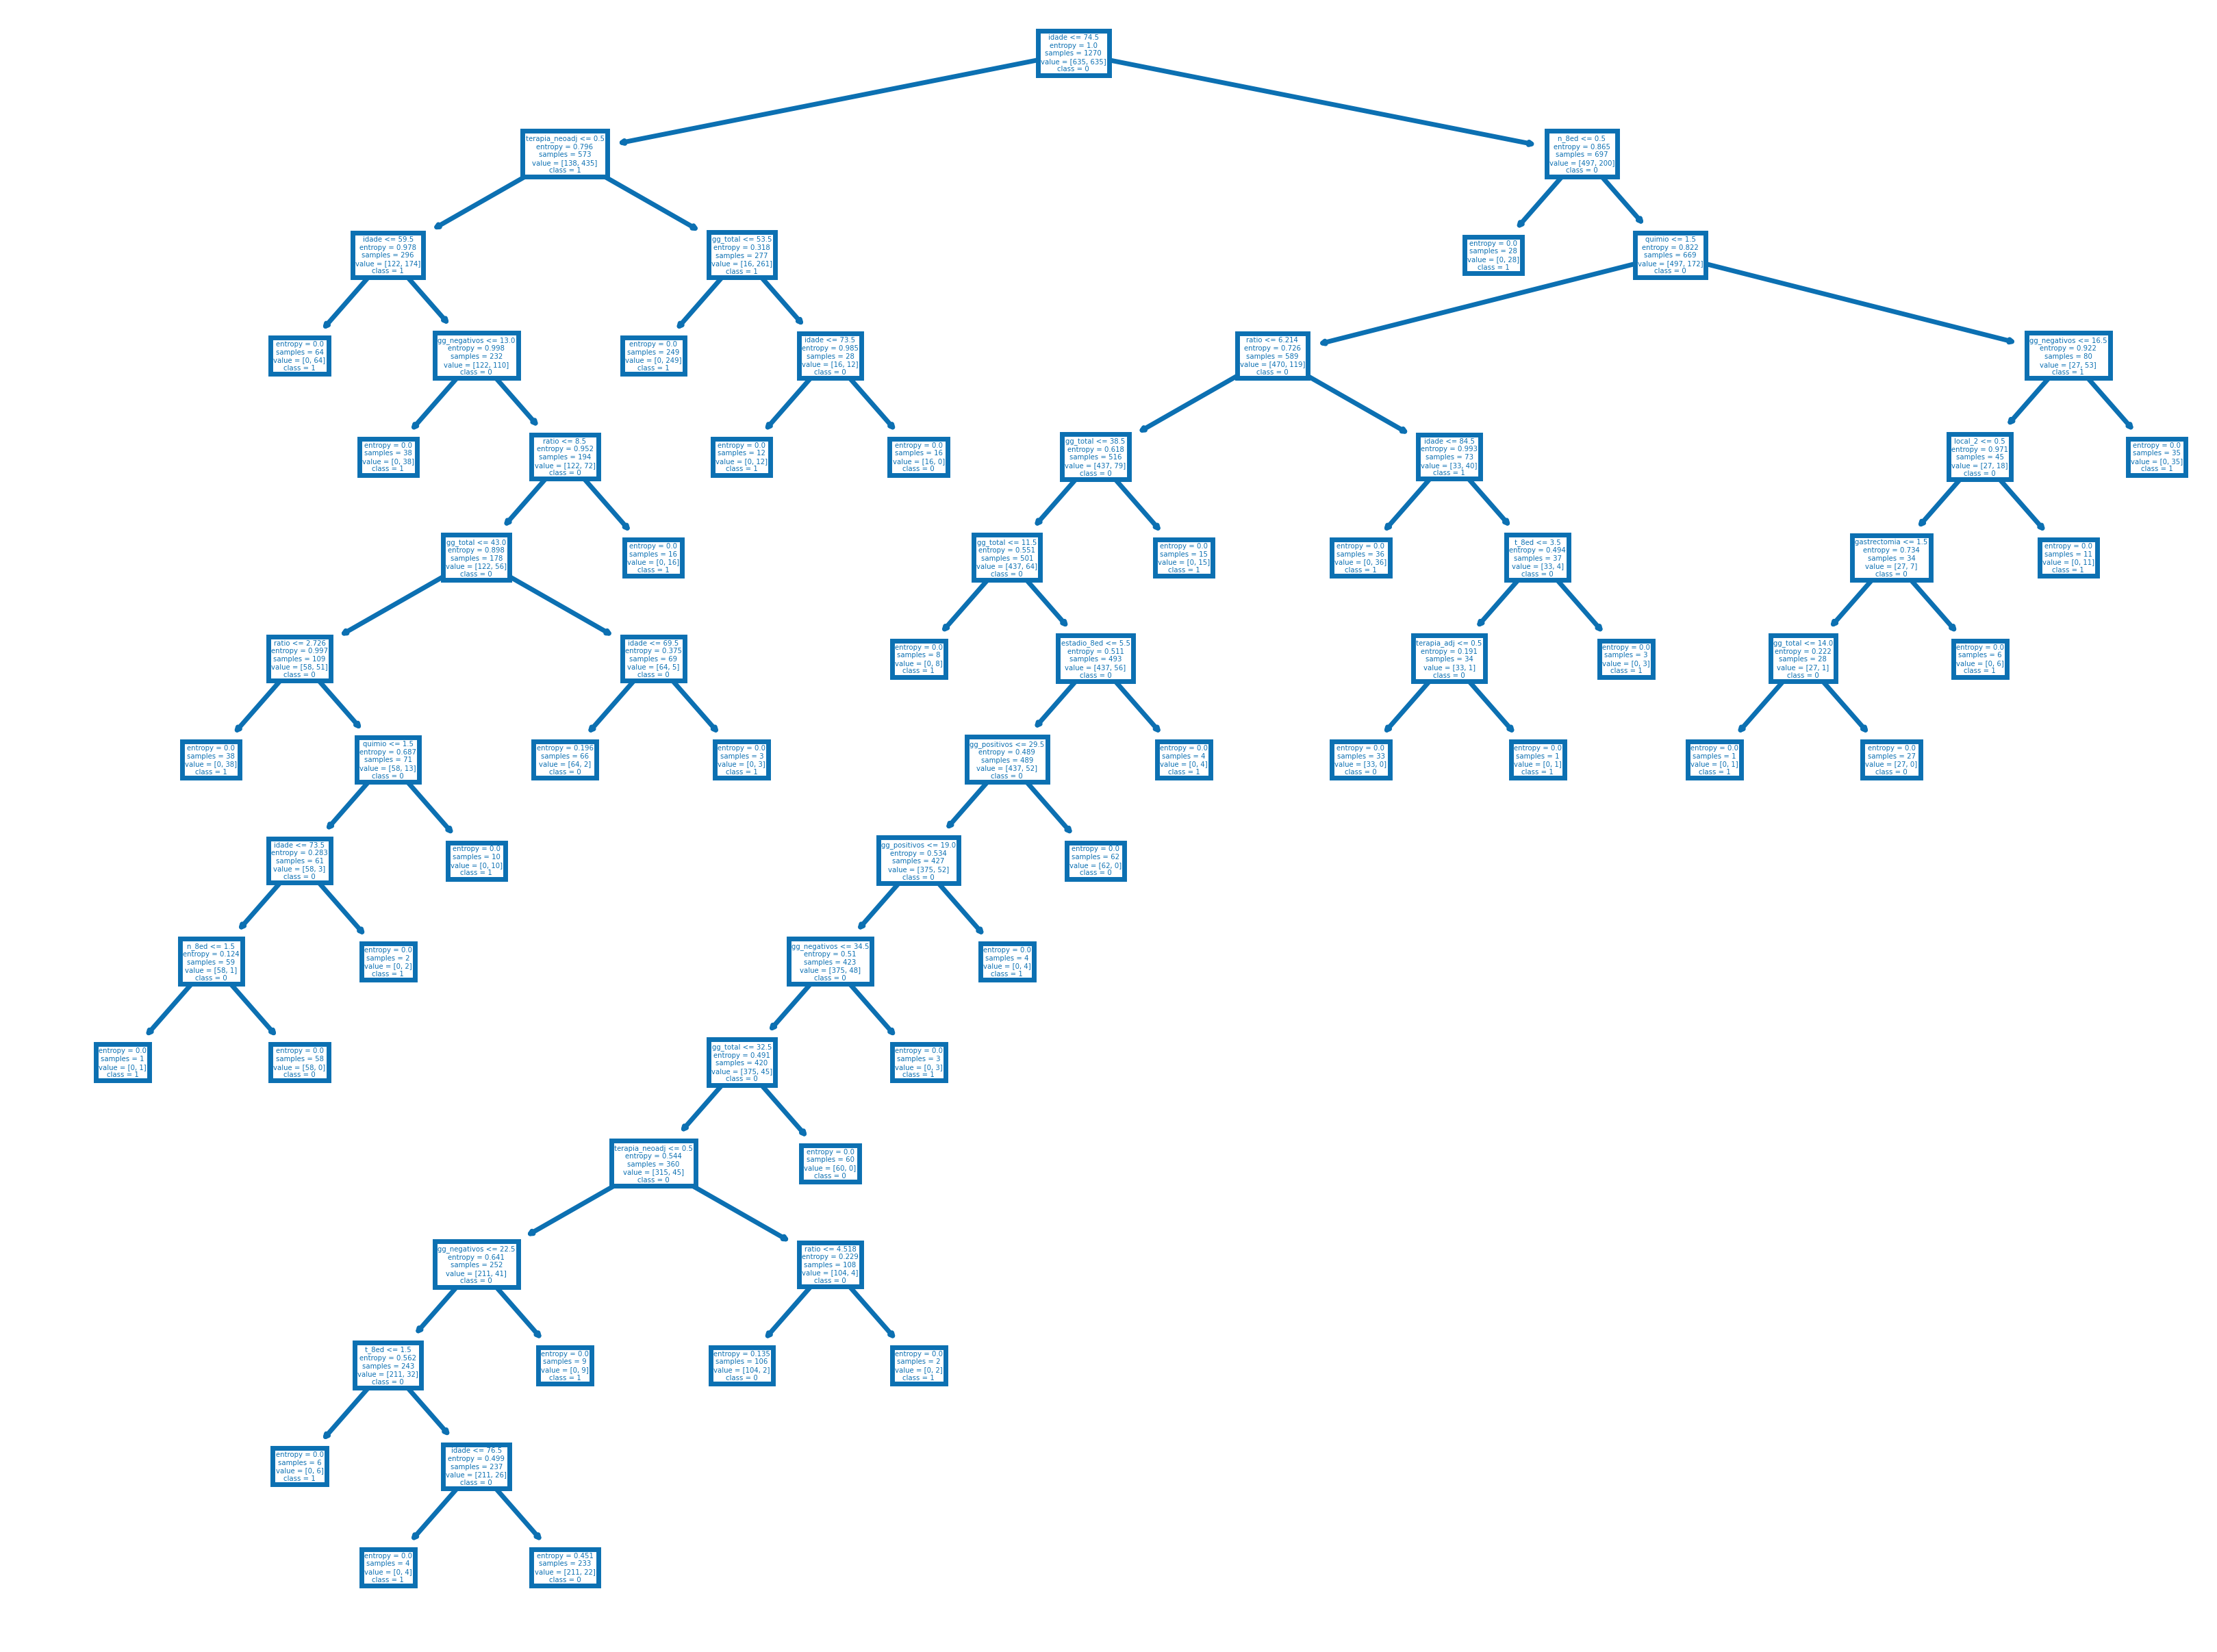 idade <= 74.5
entropy = 1.0
samples = 1270
value = [635, 635]
class = 0
terapia_neoadj <= 0.5
entropy = 0.796
samples = 573
value = [138, 435]
class = 1
n_8ed <= 0.5
entropy = 0.865
samples = 697
value = [497, 200]
class = 0
idade <= 59.5
entropy = 0.978
samples = 296
value = [122, 174]
class = 1
gg_total <= 53.5
entropy = 0.318
samples = 277
value = [16, 261]
class = 1
entropy = 0.0
samples = 28
value = [0, 28]
class = 1
quimio <= 1.5
entropy = 0.822
samples = 669
value = [497, 172]
class = 0
entropy = 0.0
samples = 64
value = [0, 64]
class = 1
gg_negativos <= 13.0
entropy = 0.998
samples = 232
value = [122, 110]
class = 0
entropy = 0.0
samples = 249
value = [0, 249]
class = 1
idade <= 73.5
entropy = 0.985
samples = 28
value = [16, 12]
class = 0
ratio <= 6.214
entropy = 0.726
samples = 589
value = [470, 119]
class = 0
gg_negativos <= 16.5
entropy = 0.922
samples = 80
value = [27, 53]
class = 1
entropy = 0.0
samples = 38
value = [0, 38]
class = 1
ratio <= 8.5
entropy = 0.952
samples = 194
value = [122, 72]
class = 0
entropy = 0.0
samples = 12
value = [0, 12]
class = 1
entropy = 0.0
samples = 16
value = [16, 0]
class = 0
gg_total <= 38.5
entropy = 0.618
samples = 516
value = [437, 79]
class = 0
idade <= 84.5
entropy = 0.993
samples = 73
value = [33, 40]
class = 1
local_2 <= 0.5
entropy = 0.971
samples = 45
value = [27, 18]
class = 0
entropy = 0.0
samples = 35
value = [0, 35]
class = 1
gg_total <= 43.0
entropy = 0.898
samples = 178
value = [122, 56]
class = 0
entropy = 0.0
samples = 16
value = [0, 16]
class = 1
gg_total <= 11.5
entropy = 0.551
samples = 501
value = [437, 64]
class = 0
entropy = 0.0
samples = 15
value = [0, 15]
class = 1
entropy = 0.0
samples = 36
value = [0, 36]
class = 1
t_8ed <= 3.5
entropy = 0.494
samples = 37
value = [33, 4]
class = 0
gastrectomia <= 1.5
entropy = 0.734
samples = 34
value = [27, 7]
class = 0
entropy = 0.0
samples = 11
value = [0, 11]
class = 1
ratio <= 2.726
entropy = 0.997
samples = 109
value = [58, 51]
class = 0
idade <= 69.5
entropy = 0.375
samples = 69
value = [64, 5]
class = 0
entropy = 0.0
samples = 8
value = [0, 8]
class = 1
estadio_8ed <= 5.5
entropy = 0.511
samples = 493
value = [437, 56]
class = 0
terapia_adj <= 0.5
entropy = 0.191
samples = 34
value = [33, 1]
class = 0
entropy = 0.0
samples = 3
value = [0, 3]
class = 1
gg_total <= 14.0
entropy = 0.222
samples = 28
value = [27, 1]
class = 0
entropy = 0.0
samples = 6
value = [0, 6]
class = 1
entropy = 0.0
samples = 38
value = [0, 38]
class = 1
quimio <= 1.5
entropy = 0.687
samples = 71
value = [58, 13]
class = 0
entropy = 0.196
samples = 66
value = [64, 2]
class = 0
entropy = 0.0
samples = 3
value = [0, 3]
class = 1
gg_positivos <= 29.5
entropy = 0.489
samples = 489
value = [437, 52]
class = 0
entropy = 0.0
samples = 4
value = [0, 4]
class = 1
entropy = 0.0
samples = 33
value = [33, 0]
class = 0
entropy = 0.0
samples = 1
value = [0, 1]
class = 1
entropy = 0.0
samples = 1
value = [0, 1]
class = 1
entropy = 0.0
samples = 27
value = [27, 0]
class = 0
idade <= 73.5
entropy = 0.283
samples = 61
value = [58, 3]
class = 0
entropy = 0.0
samples = 10
value = [0, 10]
class = 1
gg_positivos <= 19.0
entropy = 0.534
samples = 427
value = [375, 52]
class = 0
entropy = 0.0
samples = 62
value = [62, 0]
class = 0
n_8ed <= 1.5
entropy = 0.124
samples = 59
value = [58, 1]
class = 0
entropy = 0.0
samples = 2
value = [0, 2]
class = 1
gg_negativos <= 34.5
entropy = 0.51
samples = 423
value = [375, 48]
class = 0
entropy = 0.0
samples = 4
value = [0, 4]
class = 1
entropy = 0.0
samples = 1
value = [0, 1]
class = 1
entropy = 0.0
samples = 58
value = [58, 0]
class = 0
gg_total <= 32.5
entropy = 0.491
samples = 420
value = [375, 45]
class = 0
entropy = 0.0
samples = 3
value = [0, 3]
class = 1
terapia_neoadj <= 0.5
entropy = 0.544
samples = 360
value = [315, 45]
class = 0
entropy = 0.0
samples = 60
value = [60, 0]
class = 0
gg_negativos <= 22.5
entropy = 0.641
samples = 252
value = [211, 41]
class = 0
ratio <= 4.518
entropy = 0.229
samples = 108
value = [104, 4]
class = 0
t_8ed <= 1.5
entropy = 0.562
samples = 243
value = [211, 32]
class = 0
entropy = 0.0
samples = 9
value = [0, 9]
class = 1
entropy = 0.135
samples = 106
value = [104, 2]
class = 0
entropy = 0.0
samples = 2
value = [0, 2]
class = 1
entropy = 0.0
samples = 6
value = [0, 6]
class = 1
idade <= 76.5
entropy = 0.499
samples = 237
value = [211, 26]
class = 0
entropy = 0.0
samples = 4
value = [0, 4]
class = 1
entropy = 0.451
samples = 233
value = [211, 22]
class = 0